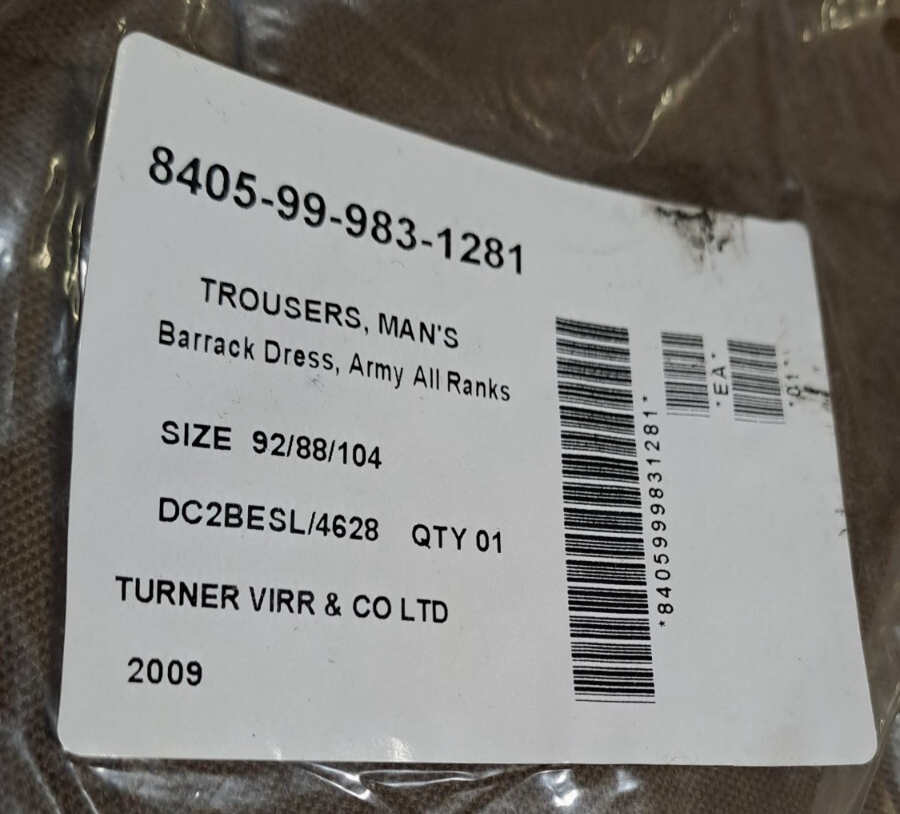 8405-99-983-1281
TROUSERS, MAN'S
Barrack Dress, Army All Ranks
SIZE 92/88/104
DC2BESL/4628 QTY 01
TURNER VIRR & CO LTD
2009
*8405999831281*
*EA*
*01*